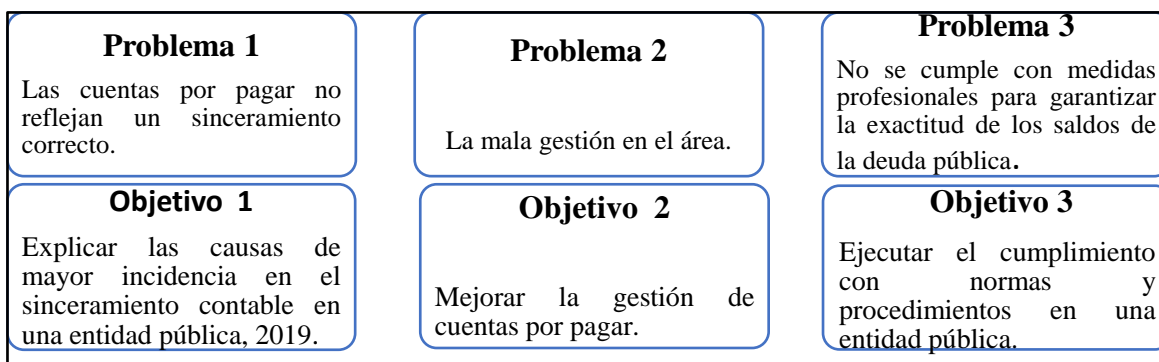 Problema 1
Las cuentas por pagar no
reflejan un sinceramiento
correcto.
Problema 2
La mala gestión en el área.
Problema 3
No se cumple con medidas
profesionales para garantizar
la exactitud de los saldos de
la deuda pública.
Objetivo 1
Explicar las causas de
mayor incidencia en el
sinceramiento contable en
una entidad pública, 2019.
Objetivo 2
Mejorar la gestión de
cuentas por pagar.
Objetivo 3
Ejecutar el cumplimiento
con normas y
procedimientos en una
entidad pública.